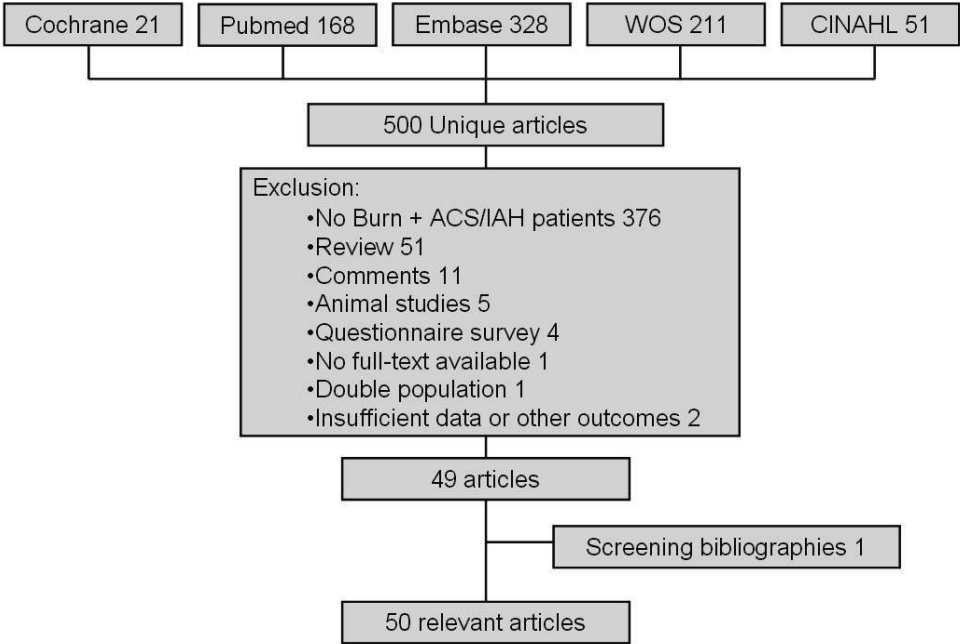 Cochrane 21
Pubmed 168
Embase 328
WOS 211
CINAHL 51
500 Unique articles
Exclusion:
•No Burn + ACS/IAH patients 376
•Review 51
•Comments 11
•Animal studies 5
•Questionnaire survey 4
•No full-text available 1
•Double population 1
•Insufficient data or other outcomes 2
49 articles
Screening bibliographies 1
50 relevant articles